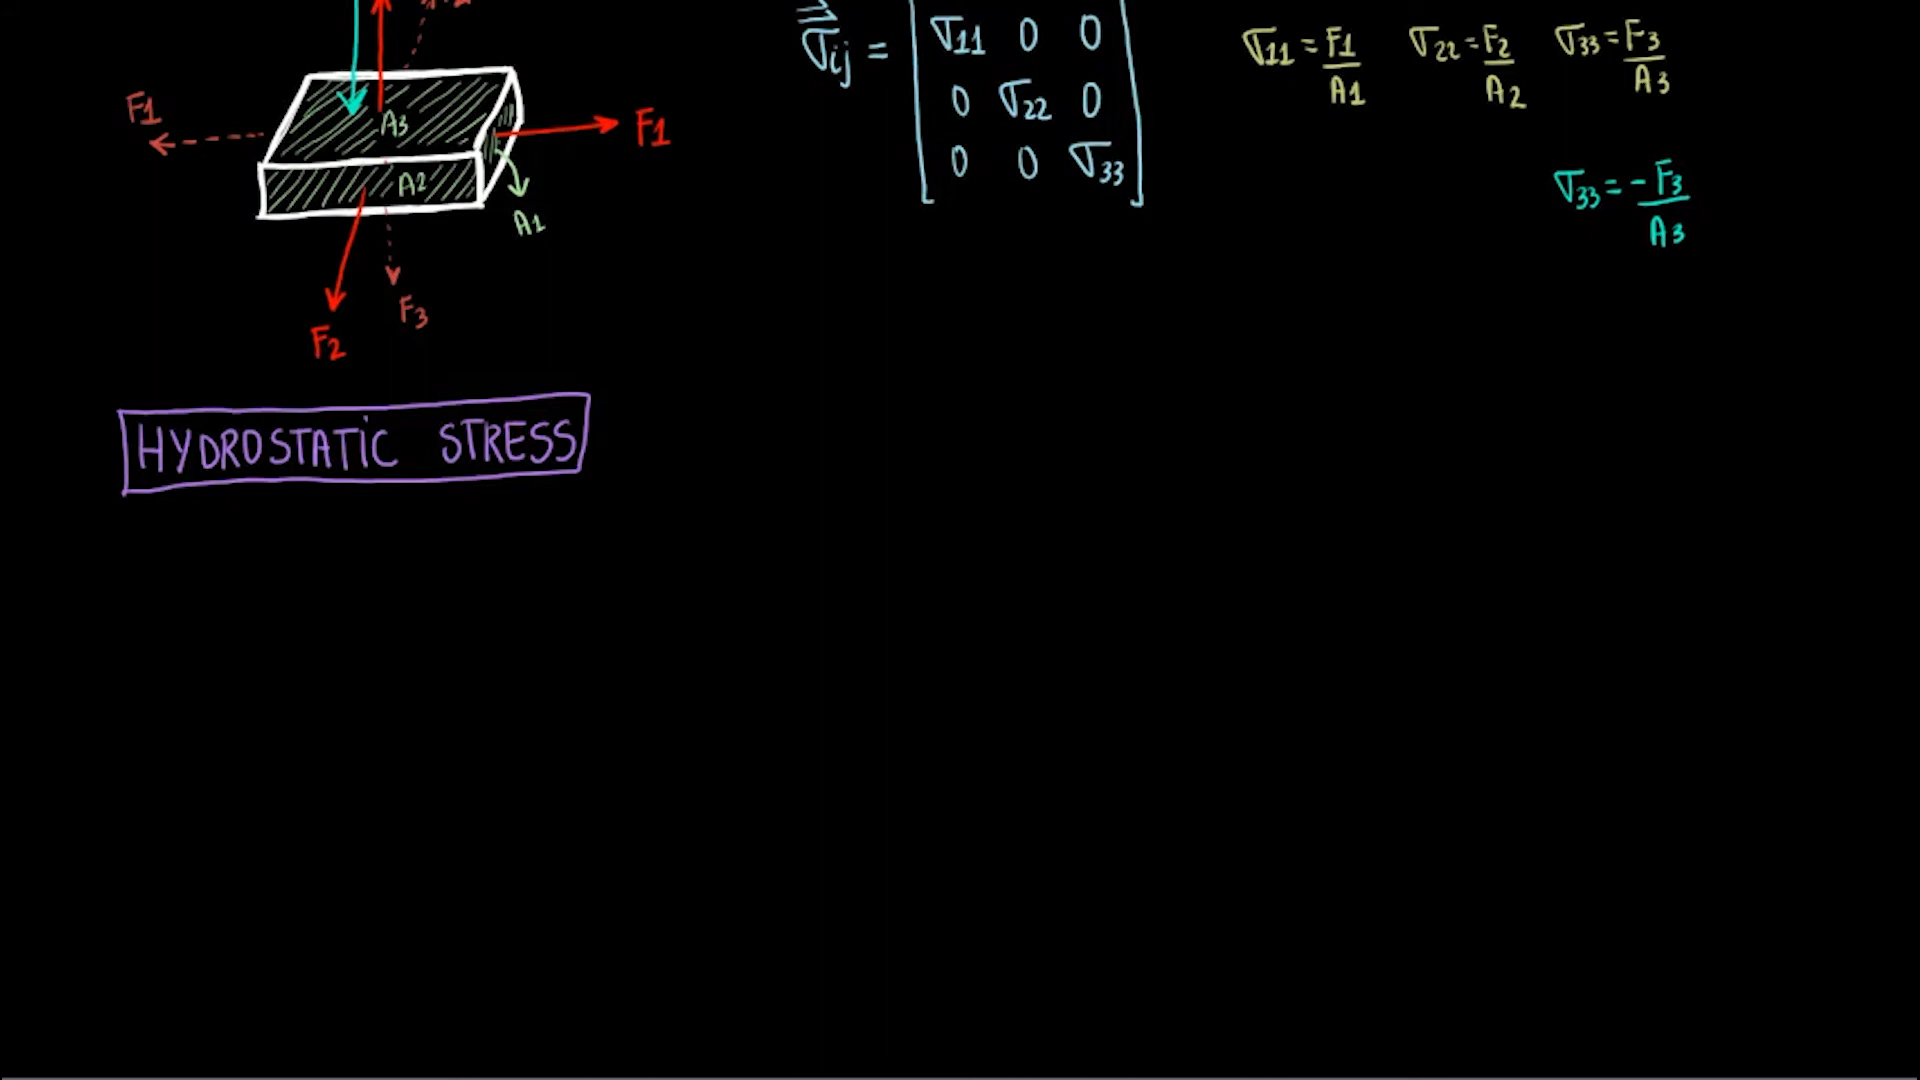 F1
A3
F1
A2
A1
F3
F2
σij = [σ11 0 0
0 σ22 0
0 0 σ33]
σ11 = F1/A1 σ22 = F2/A2 σ33 = F3/A3
σ33 = -F3/A3
HYDROSTATIC STRESS